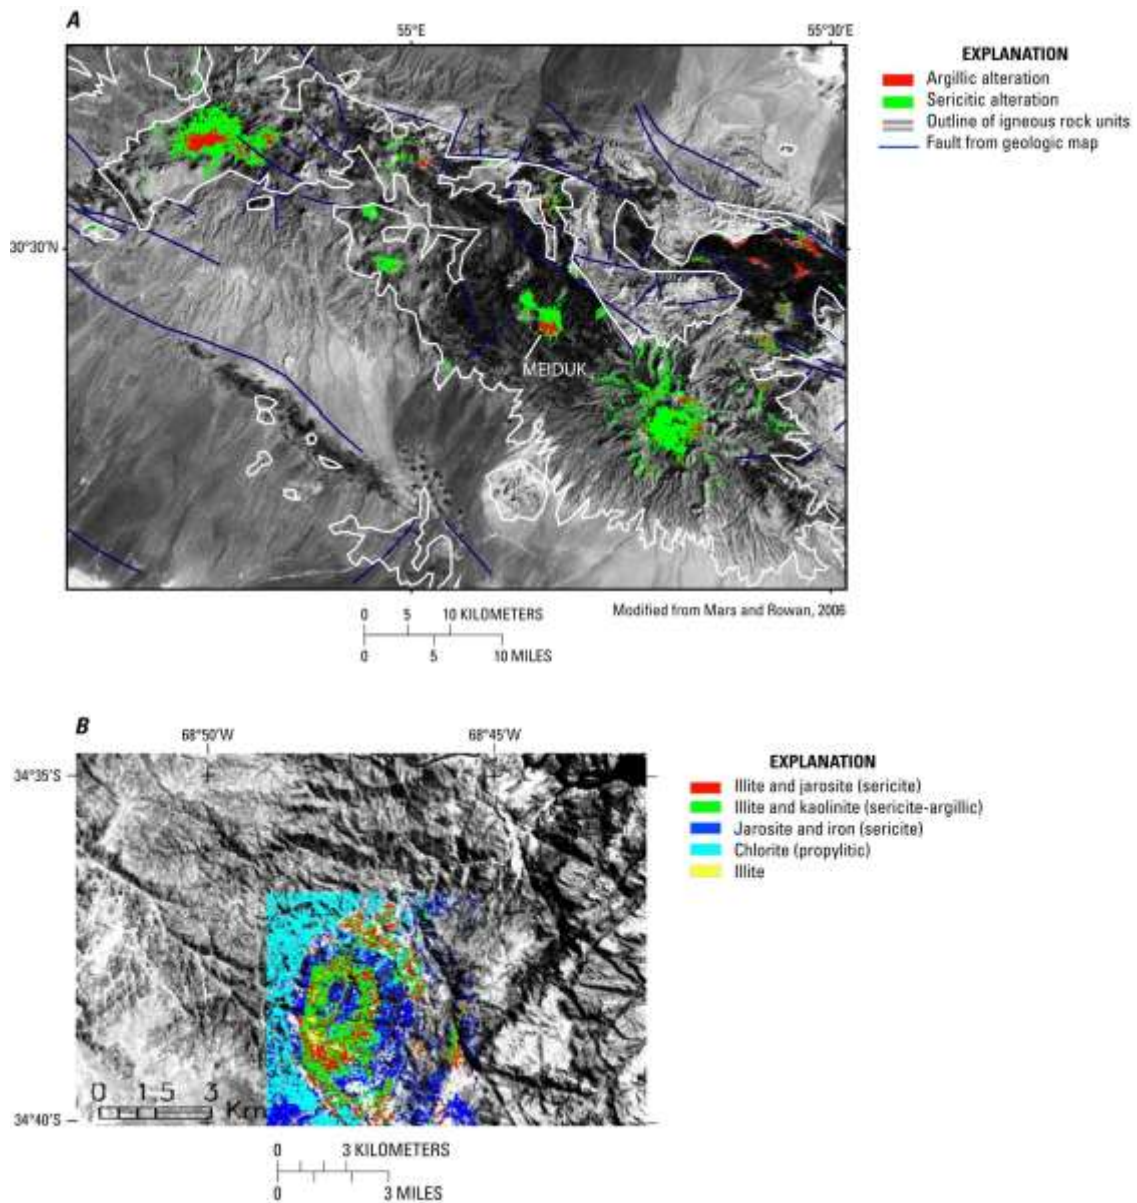 A
55°E
55°30'E
EXPLANATION
Argillic alteration
Sericitic alteration
Outline of igneous rock units
Fault from geologic map
30°30'N
MEIDUK
0 5 10 KILOMETERS
0 5 10 MILES
Modified from Mars and Rowan, 2006
B
68°50'W
68°45'W
34°35'S
EXPLANATION
Illite and jarosite (sericite)
Illite and kaolinite (sericite-argillic)
Jarosite and iron (sericite)
Chlorite (propylitic)
Illite
0 1.5 3
Km
34°40'S
0 3 KILOMETERS
0 3 MILES